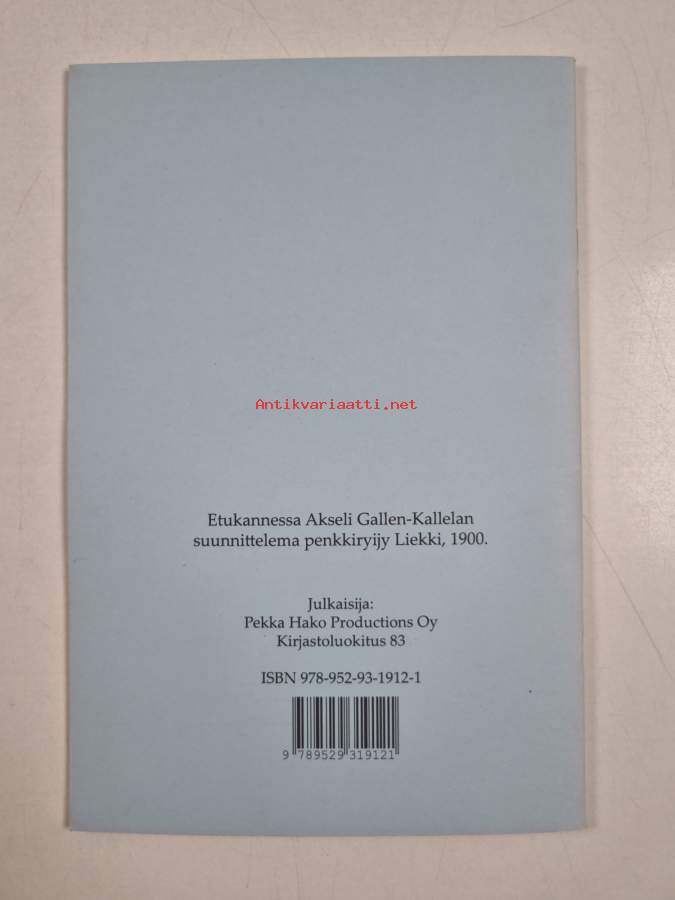 Antikvariaatti.net
Etukannessa Akseli Gallen-Kallelan
suunnittelema penkkiryijy Liekki, 1900.
Julkaisija:
Pekka Hako Productions Oy
Kirjastoluokitus 83
ISBN 978-952-93-1912-1
9 789529 319121